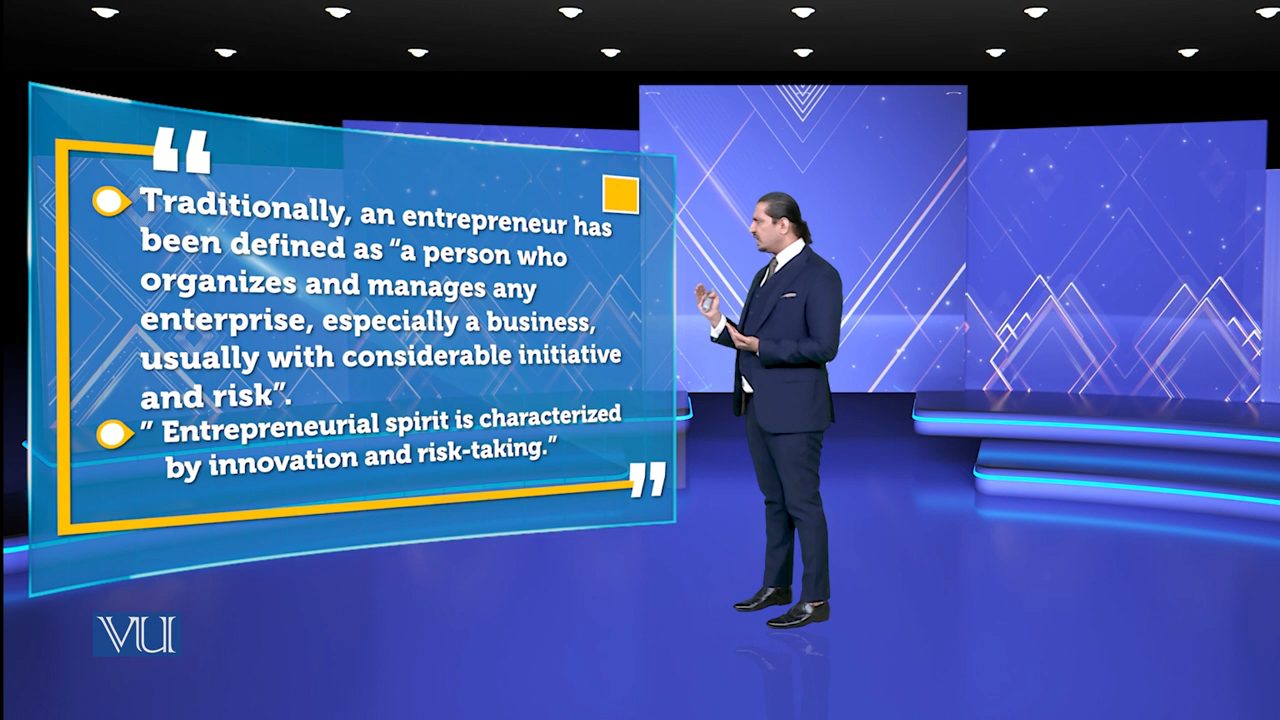 “
Traditionally, an entrepreneur has
been defined as “a person who
organizes and manages any
enterprise, especially a business,
usually with considerable initiative
and risk”.
” Entrepreneurial spirit is characterized
by innovation and risk-taking.”
”
VU